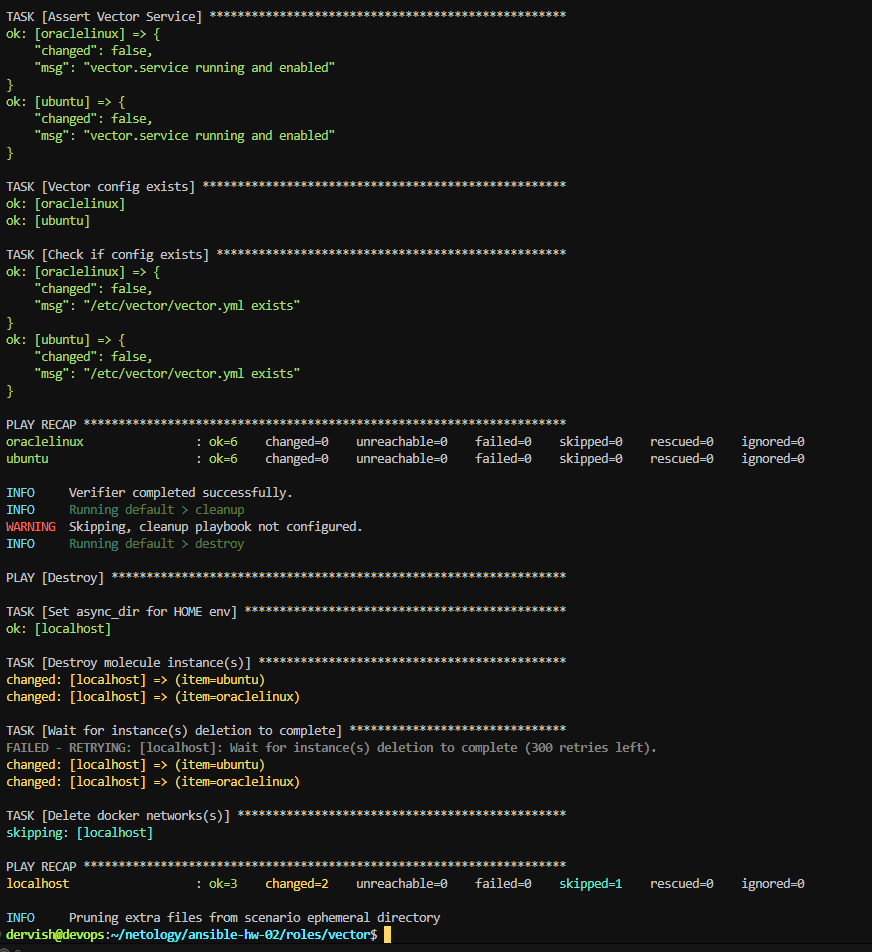 TASK [Assert Vector Service] ***************************************************
ok: [oraclelinux] => {
    "changed": false,
    "msg": "vector.service running and enabled"
}
ok: [ubuntu] => {
    "changed": false,
    "msg": "vector.service running and enabled"
}
TASK [Vector config exists] ****************************************************
ok: [oraclelinux]
ok: [ubuntu]
TASK [Check if config exists] **************************************************
ok: [oraclelinux] => {
    "changed": false,
    "msg": "/etc/vector/vector.yml exists"
}
ok: [ubuntu] => {
    "changed": false,
    "msg": "/etc/vector/vector.yml exists"
}
PLAY RECAP *********************************************************************
oraclelinux                : ok=6    changed=0    unreachable=0    failed=0    skipped=0    rescued=0    ignored=0
ubuntu                     : ok=6    changed=0    unreachable=0    failed=0    skipped=0    rescued=0    ignored=0
INFO     Verifier completed successfully.
INFO     Running default > cleanup
WARNING  Skipping, cleanup playbook not configured.
INFO     Running default > destroy
PLAY [Destroy] *****************************************************************
TASK [Set async_dir for HOME env] **********************************************
ok: [localhost]
TASK [Destroy molecule instance(s)] ********************************************
changed: [localhost] => (item=ubuntu)
changed: [localhost] => (item=oraclelinux)
TASK [Wait for instance(s) deletion to complete] *******************************
FAILED - RETRYING: [localhost]: Wait for instance(s) deletion to complete (300 retries left).
changed: [localhost] => (item=ubuntu)
changed: [localhost] => (item=oraclelinux)
TASK [Delete docker networks(s)] ***********************************************
skipping: [localhost]
PLAY RECAP *********************************************************************
localhost                  : ok=3    changed=2    unreachable=0    failed=0    skipped=1    rescued=0    ignored=0
INFO     Pruning extra files from scenario ephemeral directory
dervish@devops:~/netology/ansible-hw-02/roles/vector$